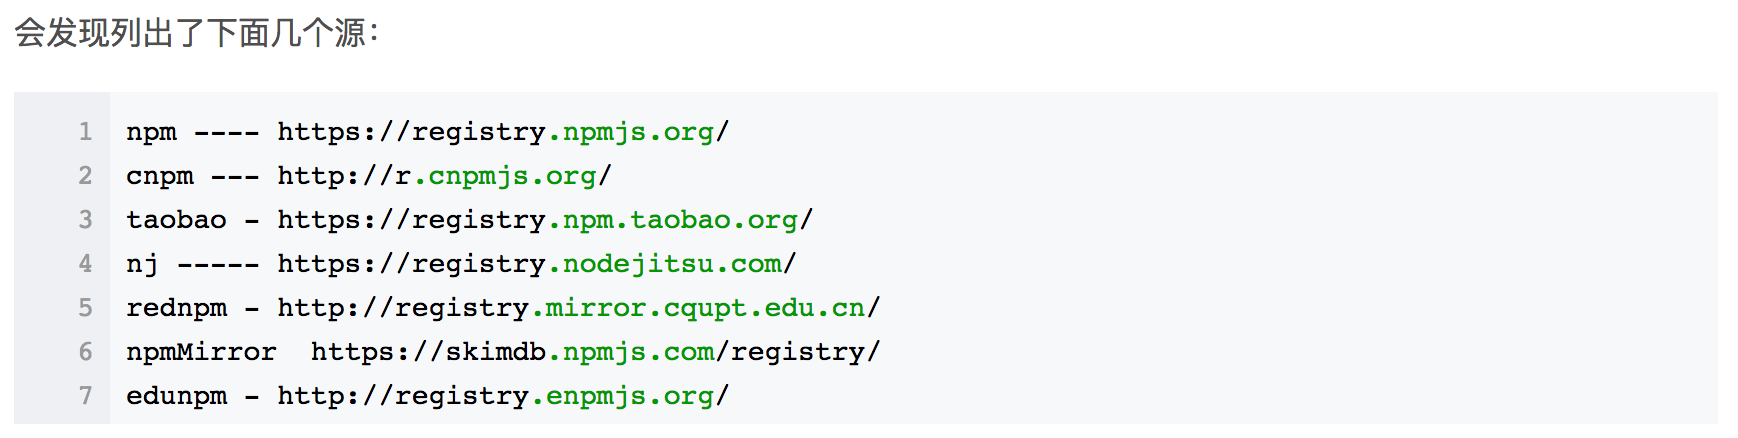 会发现列出了下面几个源：
1 npm ---- https://registry.npmjs.org/
2 cnpm --- http://r.cnpmjs.org/
3 taobao - https://registry.npm.taobao.org/
4 nj ----- https://registry.nodejitsu.com/
5 rednpm - http://registry.mirror.cqupt.edu.cn/
6 npmMirror  https://skimdb.npmjs.com/registry/
7 edunpm - http://registry.enpmjs.org/